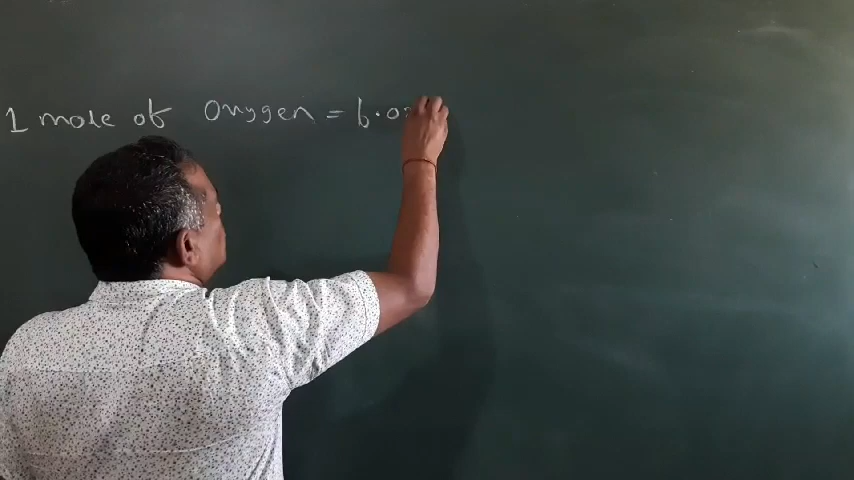 1 mole of Oxygen = 6.02